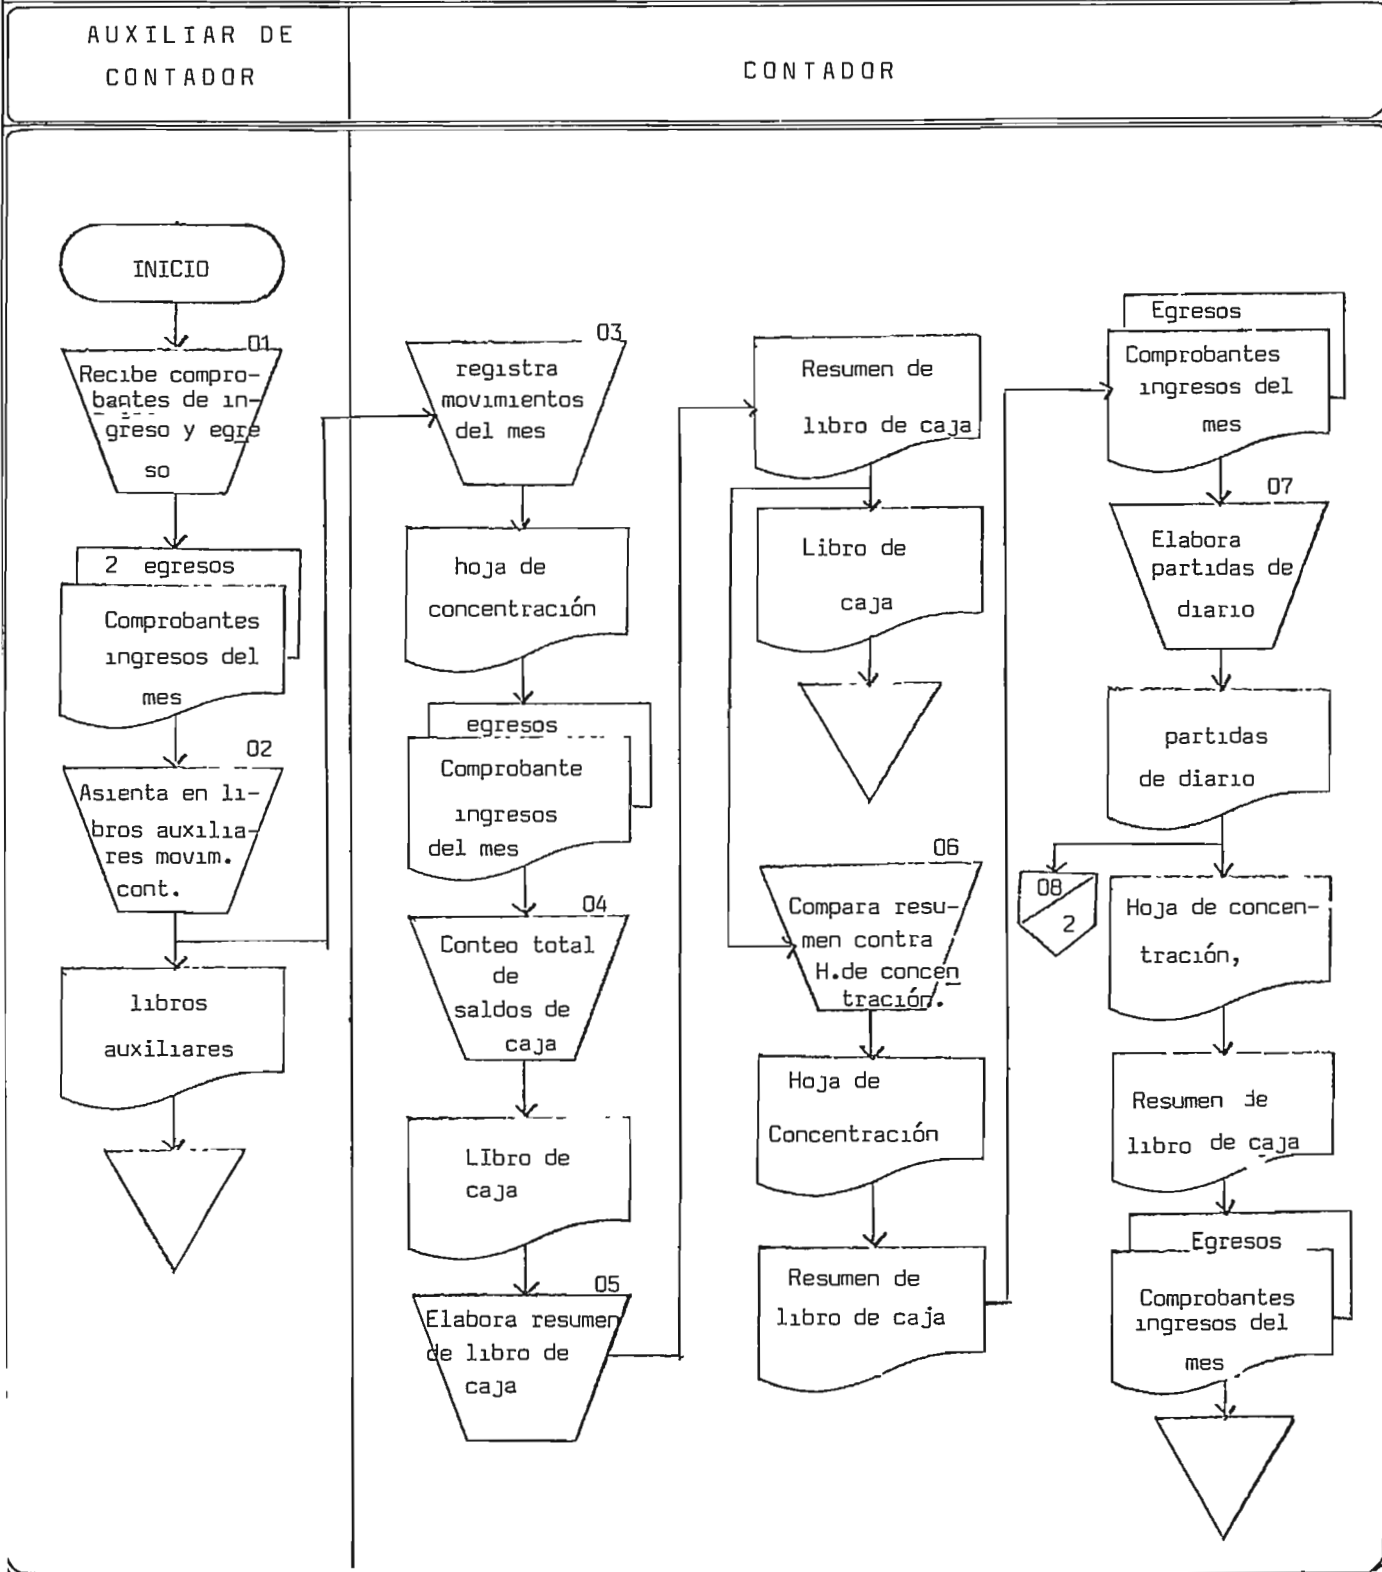 AUXILIAR DE
CONTADOR
CONTADOR
INICIO
01
Recibe compro-
bantes de in-
greso y egre
so
2 egresos
Comprobantes
ingresos del
mes
02
Asienta en li-
bros auxilia-
res movim.
cont.
libros
auxiliares
03
registra
movimientos
del mes
hoja de
concentración
egresos
Comprobante
ingresos
del mes
04
Conteo total
de
saldos de
caja
LIbro de
caja
05
Elabora resumen
de libro de
caja
Resumen de
libro de caja
Libro de
caja
06
Compara resu-
men contra
H.de concen
tración.
Hoja de
Concentración
Resumen de
libro de caja
Egresos
Comprobantes
ingresos del
mes
07
Elabora
partidas de
diario
partidas
de diario
08
2
Hoja de concen-
tración,
Resumen de
libro de caja
Egresos
Comprobantes
ingresos del
mes